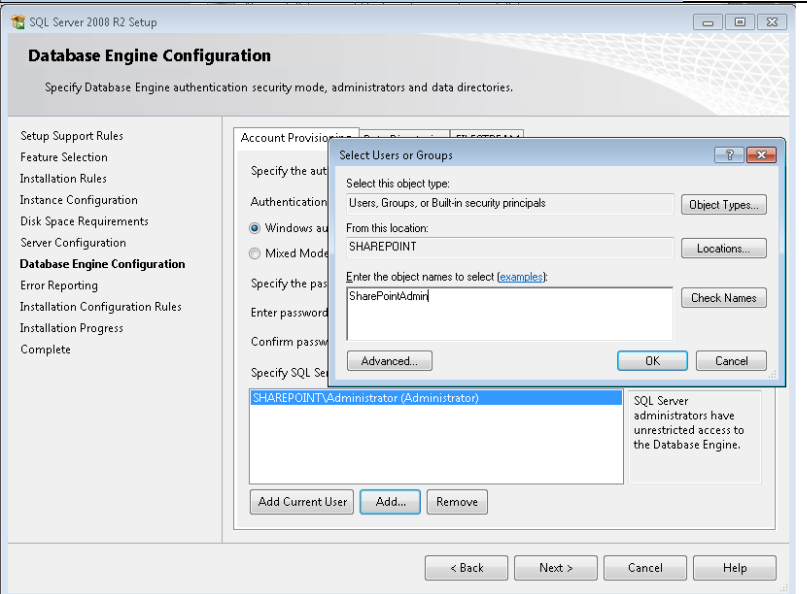 SQL Server 2008 R2 Setup
Database Engine Configuration
Specify Database Engine authentication security mode, administrators and data directories.
Setup Support Rules
Feature Selection
Installation Rules
Instance Configuration
Disk Space Requirements
Server Configuration
Database Engine Configuration
Error Reporting
Installation Configuration Rules
Installation Progress
Complete
Account Provisioning
Specify the aut
Authentication
Windows au
Mixed Mode
Specify the pas
Enter password
Confirm passw
Specify SQL Se
Select Users or Groups
Select this object type:
Users, Groups, or Built-in security principals
Object Types...
From this location:
SHAREPOINT
Locations...
Enter the object names to select (examples):
SharePointAdmin
Check Names
Advanced...
OK
Cancel
SHAREPOINT\Administrator (Administrator)
SQL Server
administrators have
unrestricted access to
the Database Engine.
Add Current User
Add...
Remove
< Back
Next >
Cancel
Help